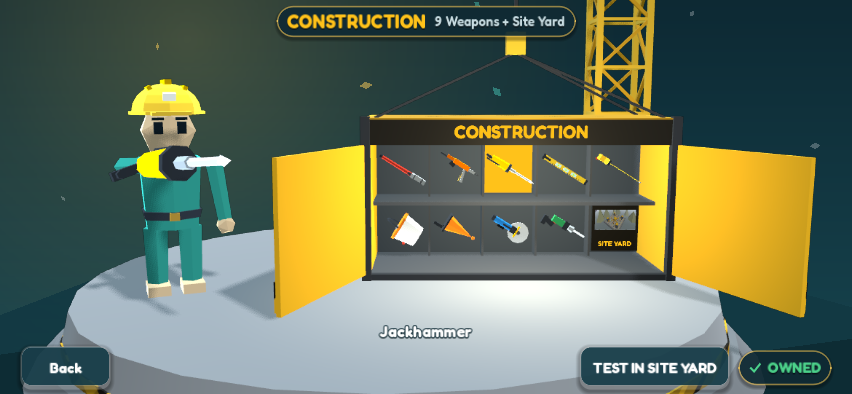 CONSTRUCTION 9 Weapons + Site Yard
CONSTRUCTION
SITE YARD
Jackhammer
Back
TEST IN SITE YARD
✓ OWNED